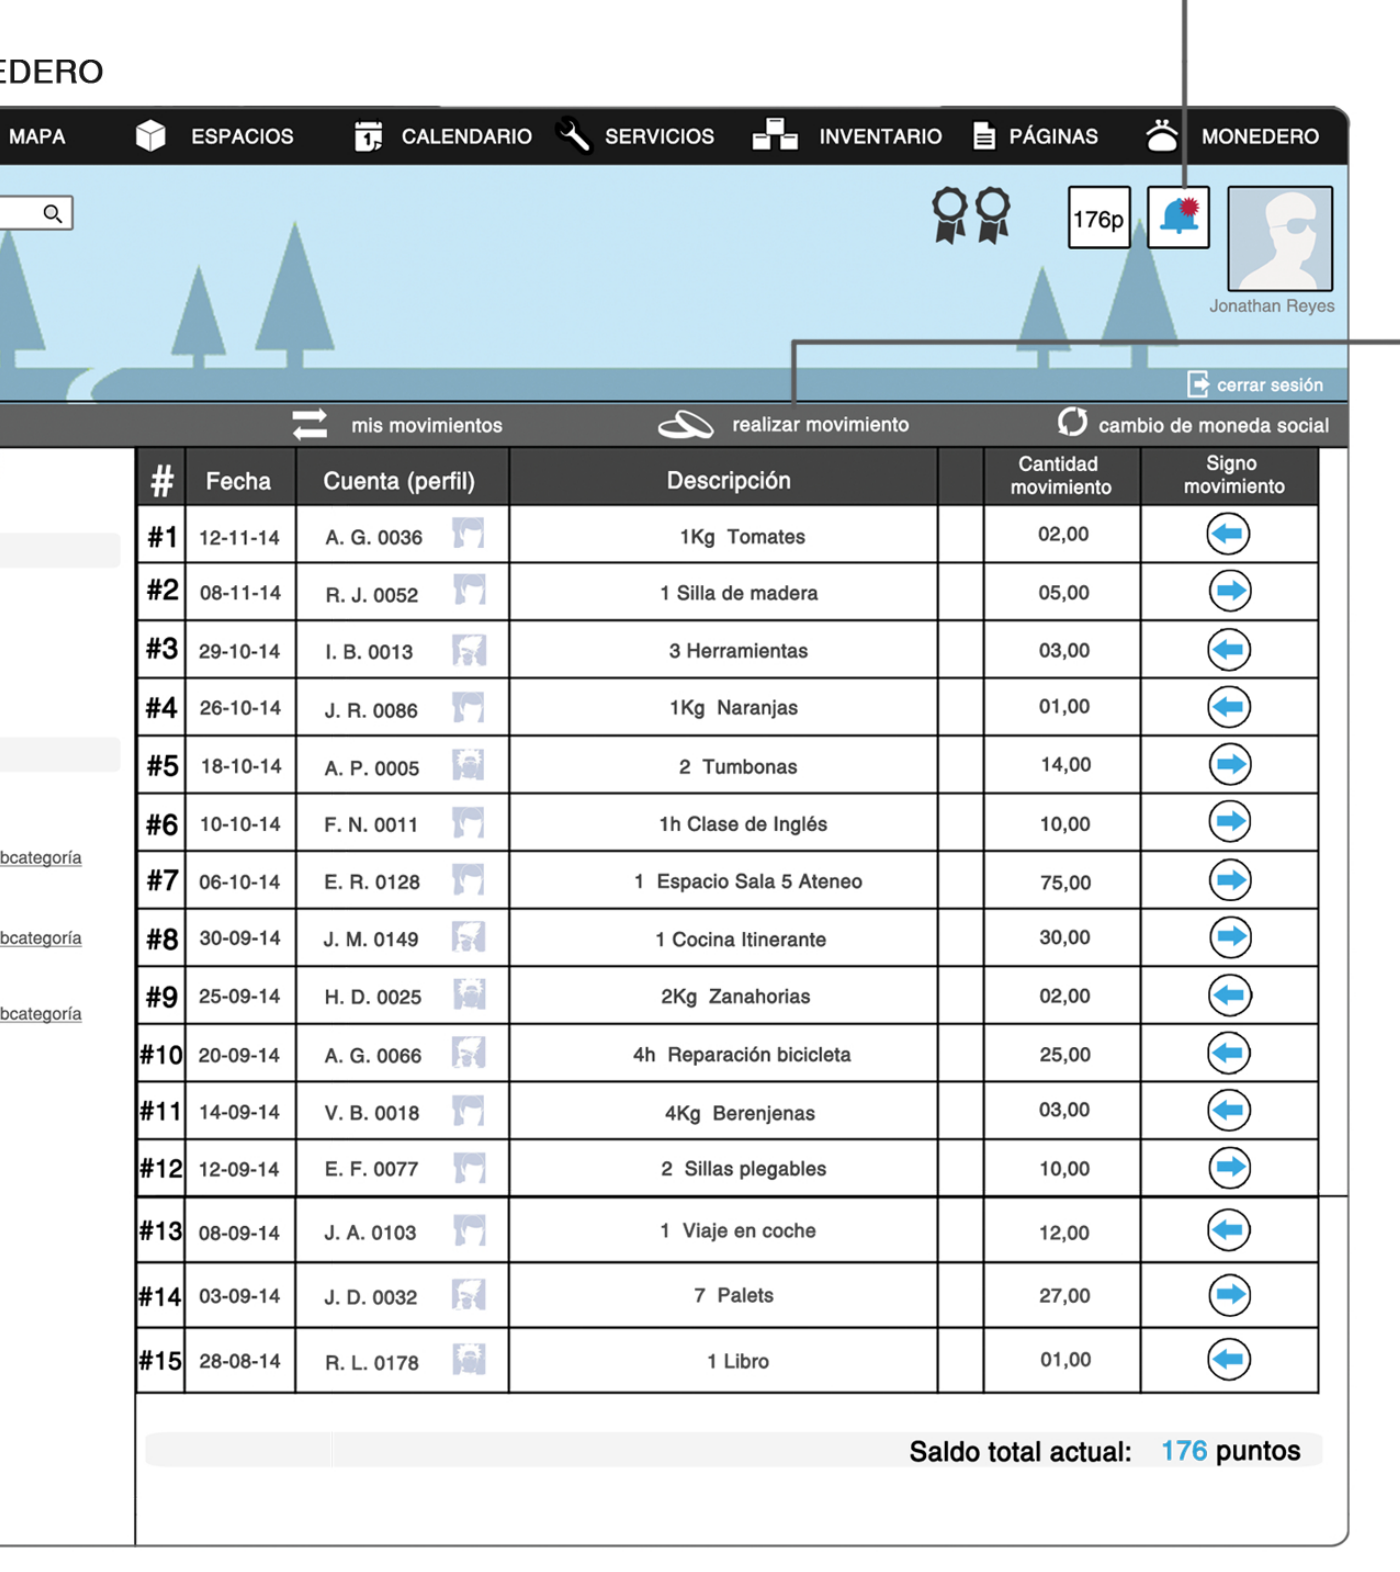 EDERO
MAPA ESPACIOS 1 CALENDARIO SERVICIOS INVENTARIO PÁGINAS MONEDERO
176p
Jonathan Reyes
cerrar sesión
mis movimientos realizar movimiento cambio de moneda social
# Fecha Cuenta (perfil) Descripción Cantidad movimiento Signo movimiento
#1 12-11-14 A. G. 0036 1Kg Tomates 02,00
#2 08-11-14 R. J. 0052 1 Silla de madera 05,00
#3 29-10-14 I. B. 0013 3 Herramientas 03,00
#4 26-10-14 J. R. 0086 1Kg Naranjas 01,00
#5 18-10-14 A. P. 0005 2 Tumbonas 14,00
#6 10-10-14 F. N. 0011 1h Clase de Inglés 10,00
bcategoría
#7 06-10-14 E. R. 0128 1 Espacio Sala 5 Ateneo 75,00
bcategoría
#8 30-09-14 J. M. 0149 1 Cocina Itinerante 30,00
#9 25-09-14 H. D. 0025 2Kg Zanahorias 02,00
bcategoría
#10 20-09-14 A. G. 0066 4h Reparación bicicleta 25,00
#11 14-09-14 V. B. 0018 4Kg Berenjenas 03,00
#12 12-09-14 E. F. 0077 2 Sillas plegables 10,00
#13 08-09-14 J. A. 0103 1 Viaje en coche 12,00
#14 03-09-14 J. D. 0032 7 Palets 27,00
#15 28-08-14 R. L. 0178 1 Libro 01,00
Saldo total actual: 176 puntos